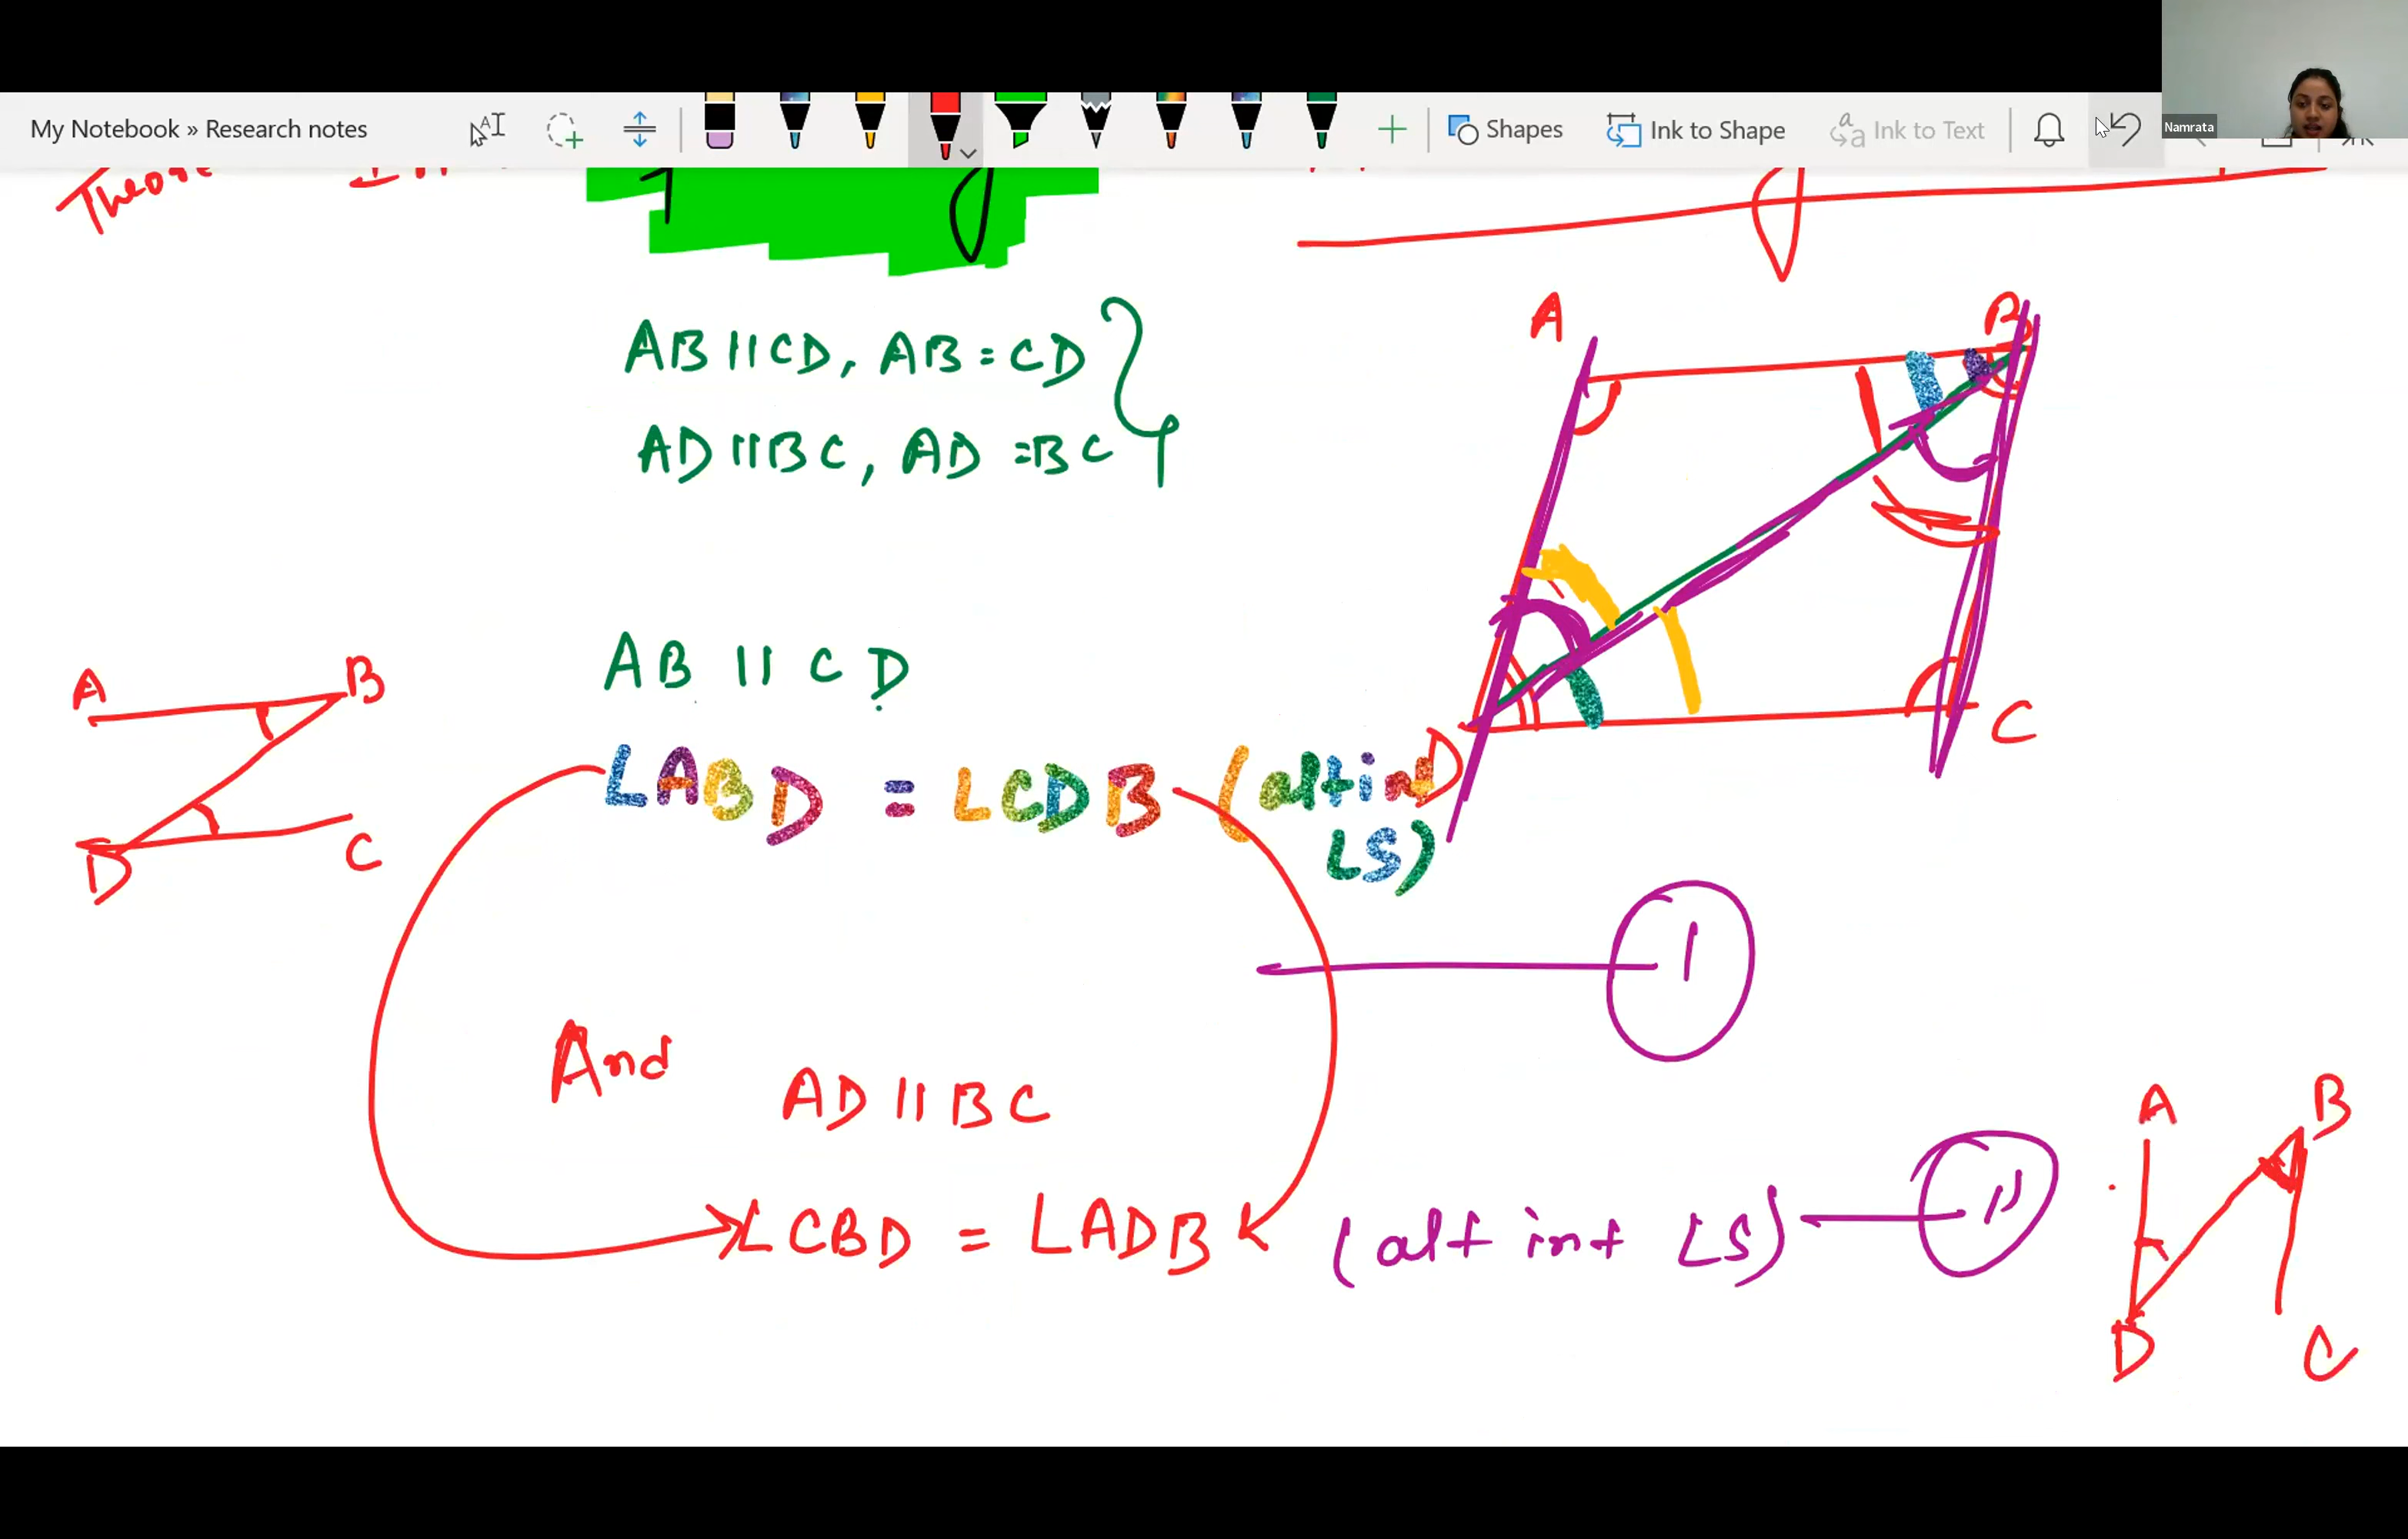 My Notebook » Research notes
Shapes
Ink to Shape
Ink to Text
Namrata
AB || CD, AB = CD
AD || BC, AD = BC
A B
D C
AB || CD
A B
D C
∠ABD = ∠CDB (alt int
∠S)
1
And
AD || BC
∠CBD = ∠ADB (alt int ∠S)
11
A B
D C